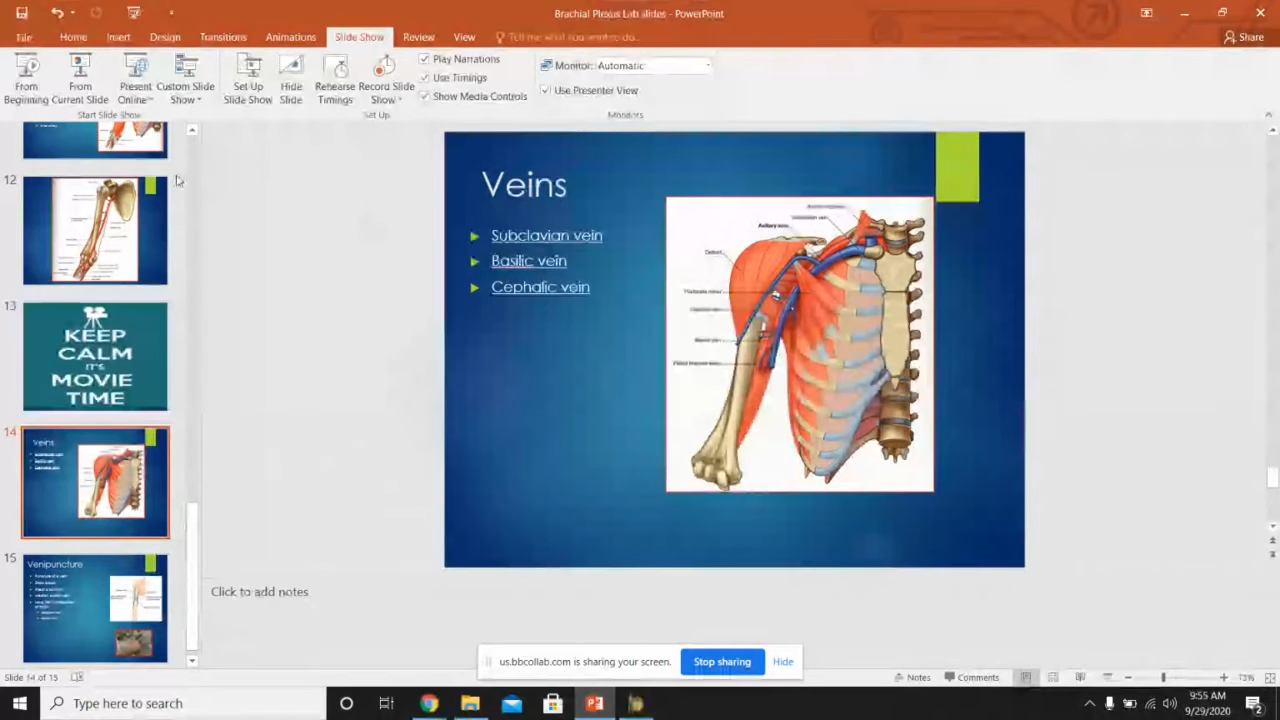 Brachial Plexus Lab slides - PowerPoint
File Home Insert Design Transitions Animations Slide Show Review View Tell me what you want to do... Share
From Beginning
From Current Slide
Present Online
Custom Slide Show
Set Up Slide Show
Hide Slide
Rehearse Timings
Record Slide Show
Play Narrations
Use Timings
Show Media Controls
Monitor: Automatic
Use Presenter View
Start Slide Show
Set Up
Monitors
12
KEEP
CALM
IT'S
MOVIE
TIME
14
Veins
15
Venipuncture
Veins
Subclavian vein
Basilic vein
Cephalic vein
Click to add notes
us.bbcollab.com is sharing your screen. Stop sharing Hide
Slide 14 of 15
Notes Comments
73%
Type here to search
9:55 AM
9/29/2020
2